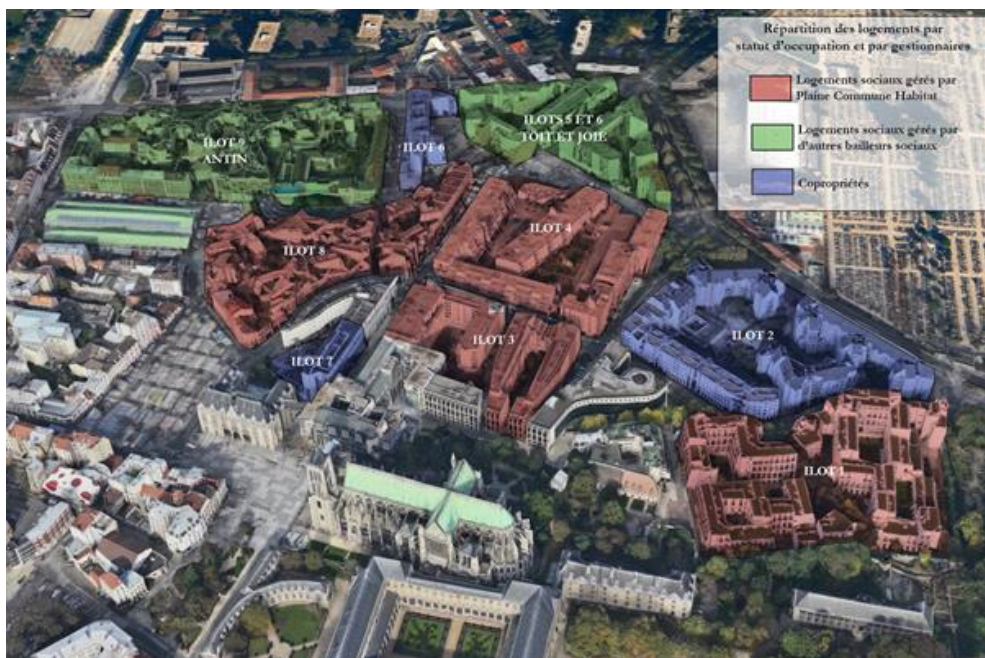 Répartition des logements par
statut d'occupation et par gestionnaires
Logements sociaux gérés par
Plaine Commune Habitat
Logements sociaux gérés par
d'autres bailleurs sociaux
Copropriétés
ILOT 9
ANTIN
ILOT 6
ILOTS 5 ET 6
TOIT ET JOIE
ILOT 8
ILOT 4
ILOT 3
ILOT 2
ILOT 7
ILOT 1